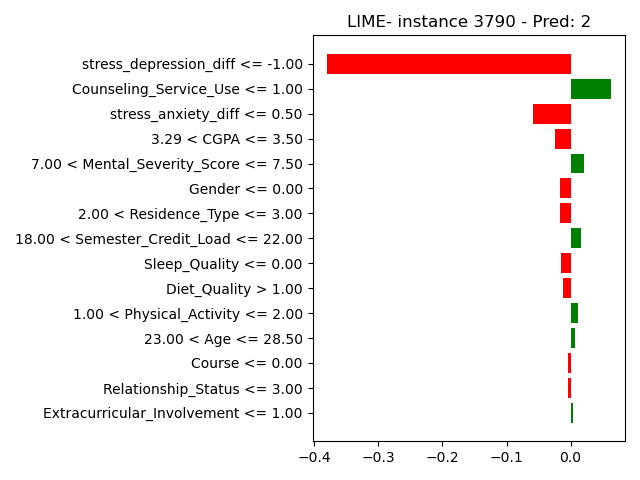 LIME- instance 3790 - Pred: 2
stress_depression_diff <= -1.00
Counseling_Service_Use <= 1.00
stress_anxiety_diff <= 0.50
3.29 < CGPA <= 3.50
7.00 < Mental_Severity_Score <= 7.50
Gender <= 0.00
2.00 < Residence_Type <= 3.00
18.00 < Semester_Credit_Load <= 22.00
Sleep_Quality <= 0.00
Diet_Quality > 1.00
1.00 < Physical_Activity <= 2.00
23.00 < Age <= 28.50
Course <= 0.00
Relationship_Status <= 3.00
Extracurricular_Involvement <= 1.00
−0.4 −0.3 −0.2 −0.1 0.0